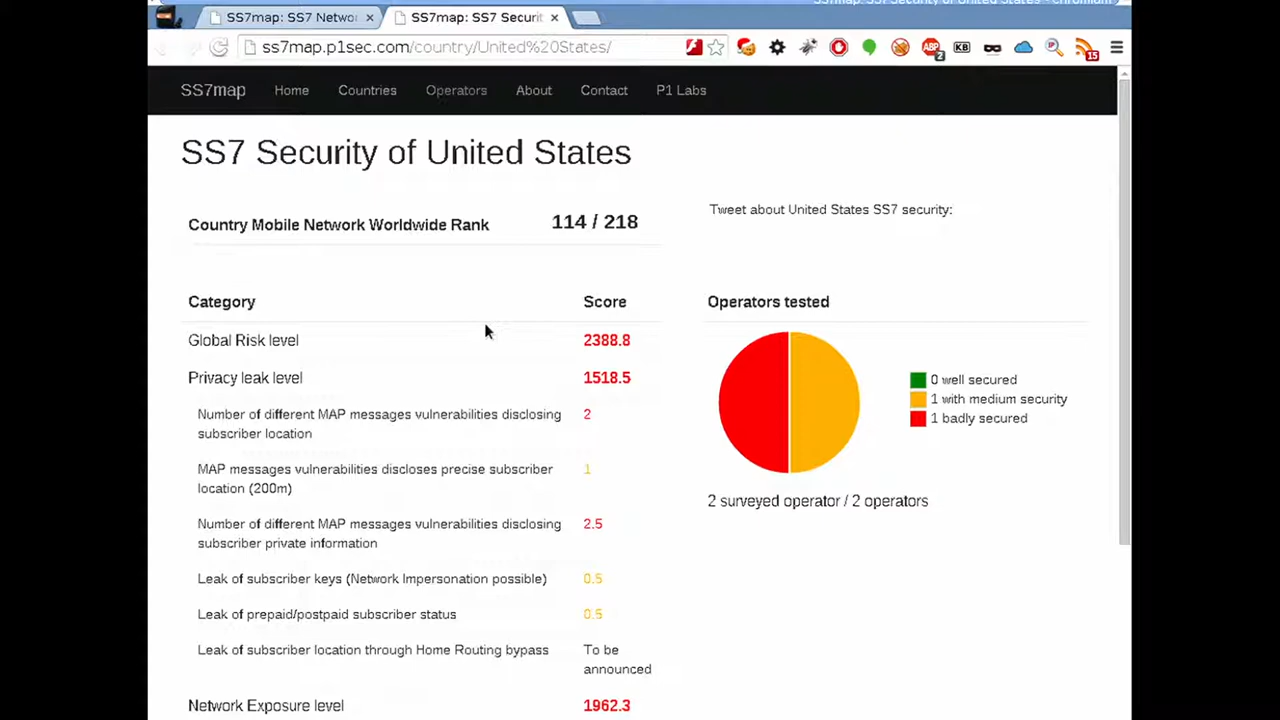 SS7map: SS7 Networ
SS7map: SS7 Securit
ss7map.p1sec.com/country/United%20States/
ABP
2
KB
15
SS7map Home Countries Operators About Contact P1 Labs
SS7 Security of United States
Country Mobile Network Worldwide Rank 114 / 218
Tweet about United States SS7 security:
Category Score
Global Risk level 2388.8
Privacy leak level 1518.5
Number of different MAP messages vulnerabilities disclosing 2
subscriber location
MAP messages vulnerabilities discloses precise subscriber 1
location (200m)
Number of different MAP messages vulnerabilities disclosing 2.5
subscriber private information
Leak of subscriber keys (Network Impersonation possible) 0.5
Leak of prepaid/postpaid subscriber status 0.5
Leak of subscriber location through Home Routing bypass To be
announced
Network Exposure level 1962.3
Operators tested
0 well secured
1 with medium security
1 badly secured
2 surveyed operator / 2 operators